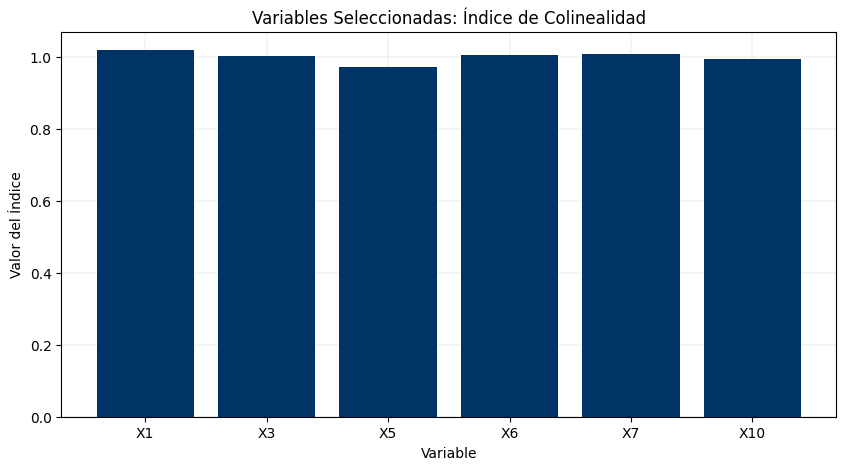 Variables Seleccionadas: Índice de Colinealidad
Valor del Índice
1.0
0.8
0.6
0.4
0.2
0.0
X1 X3 X5 X6 X7 X10
Variable